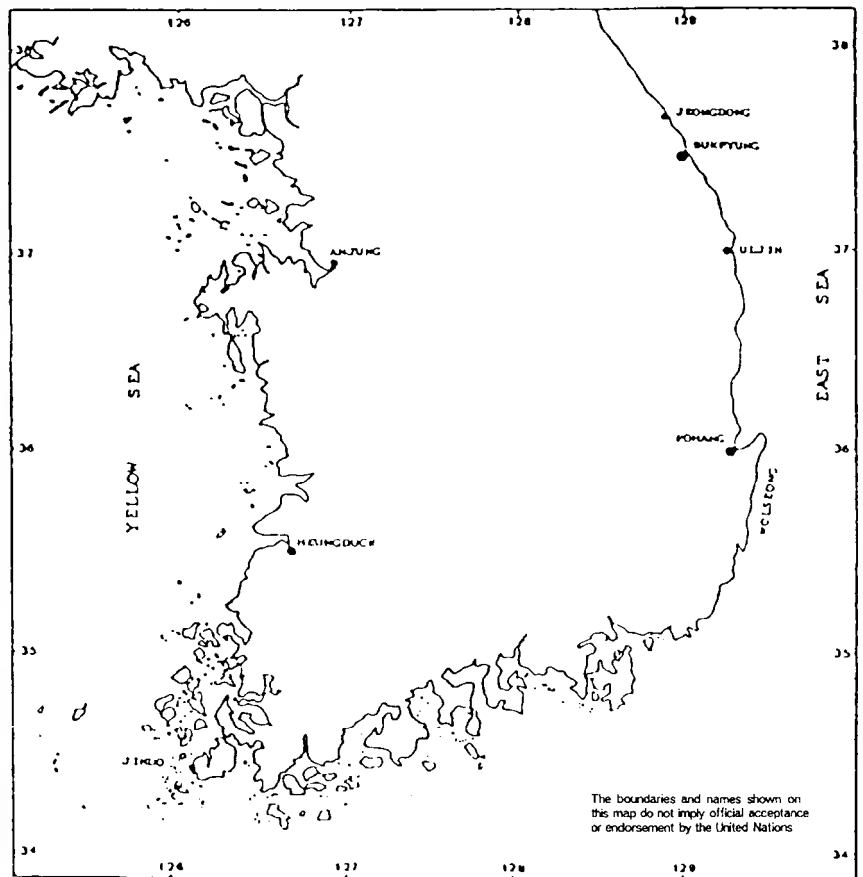 126 127 128 129
38 38
JEONGDONG
BUKPYUNG
37 ANJUNG ULJIN 37
YELLOW SEA
EAST SEA
36 POHANG 36
WOLSEONG
HEUNGDUCK
35 35
JINDO
The boundaries and names shown on
this map do not imply official acceptance
or endorsement by the United Nations
34 34
126 127 128 129